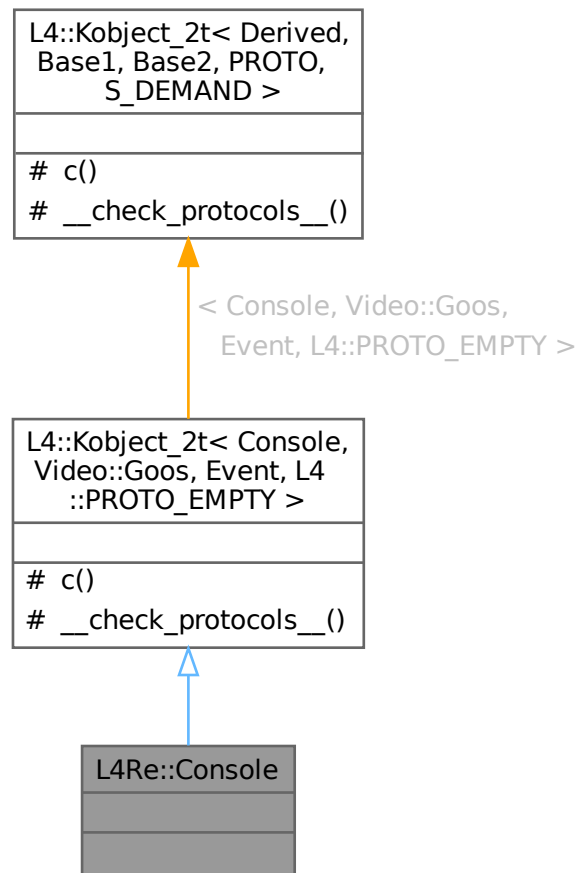 L4::Kobject_2t< Derived,
Base1, Base2, PROTO,
S_DEMAND >
# c()
# __check_protocols__()
< Console, Video::Goos,
Event, L4::PROTO_EMPTY >
L4::Kobject_2t< Console,
Video::Goos, Event, L4
::PROTO_EMPTY >
# c()
# __check_protocols__()
L4Re::Console